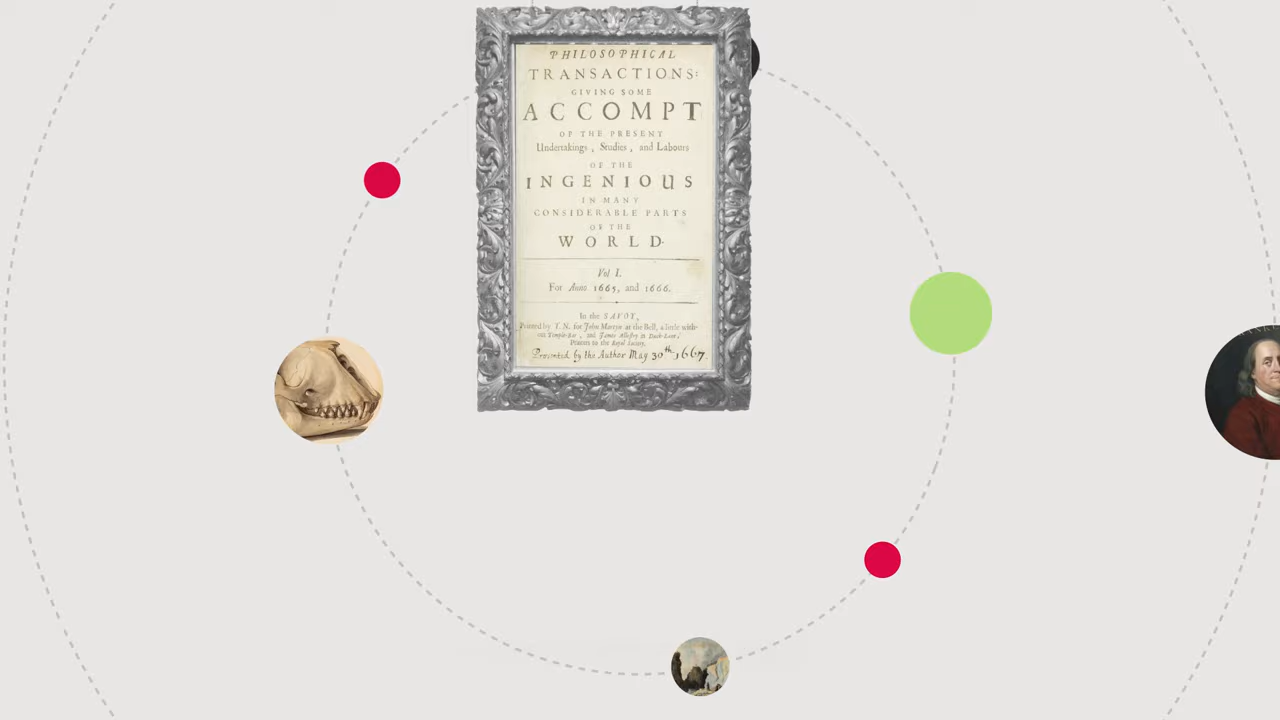 PHILOSOPHICAL
TRANSACTIONS:
GIVING SOME
ACCOMPT
OF THE PRESENT
Undertakings, Studies, and Labours
OF THE
INGENIOUS
IN MANY
CONSIDERABLE PARTS
OF THE
WORLD.
Vol I.
For Anno 1665, and 1666.
In the SAVOY,
Printed by T. N. for John Martyn at the Bell, a little with-
out Temple-Bar, and James Allestry in Duck-Lane,
Printers to the Royal Society.
Presented by the Author May 30th 1667.